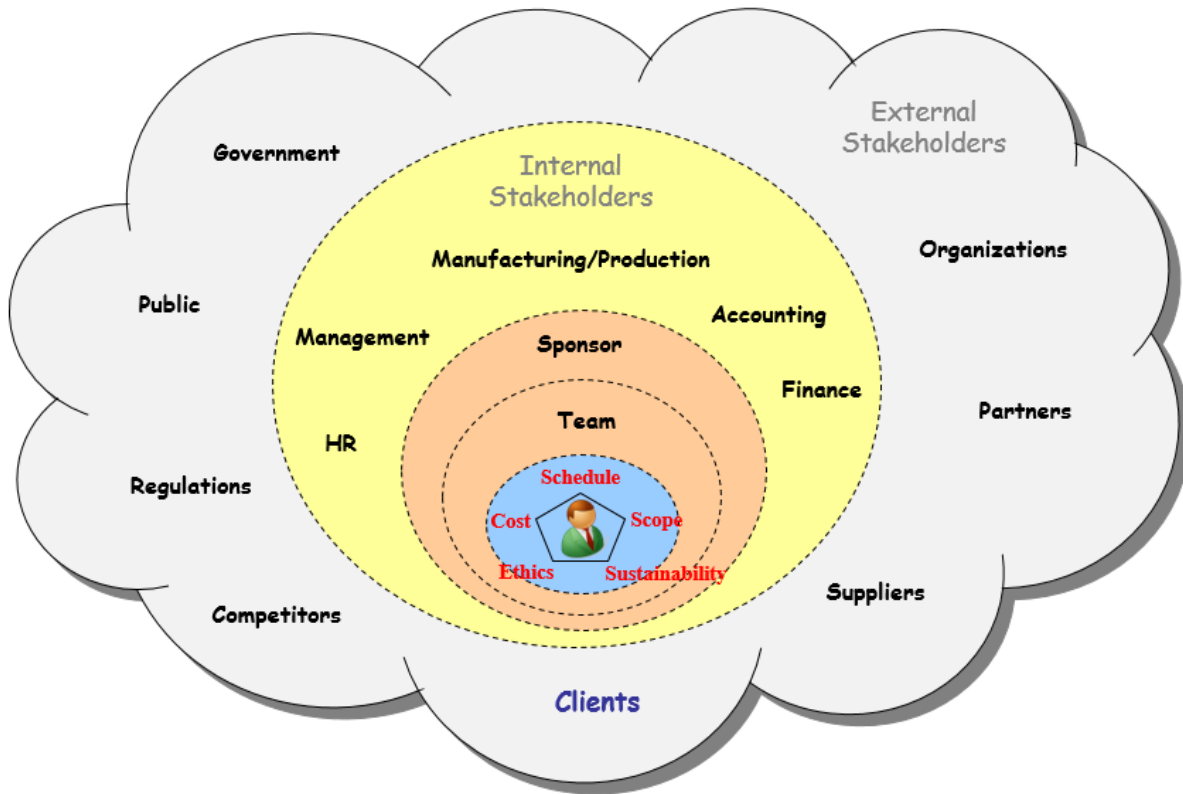 External
Stakeholders
Government
Internal
Stakeholders
Organizations
Manufacturing/Production
Public
Accounting
Management
Sponsor
Finance
Partners
Team
HR
Schedule
Regulations
Cost
Scope
Ethics
Sustainability
Suppliers
Competitors
Clients